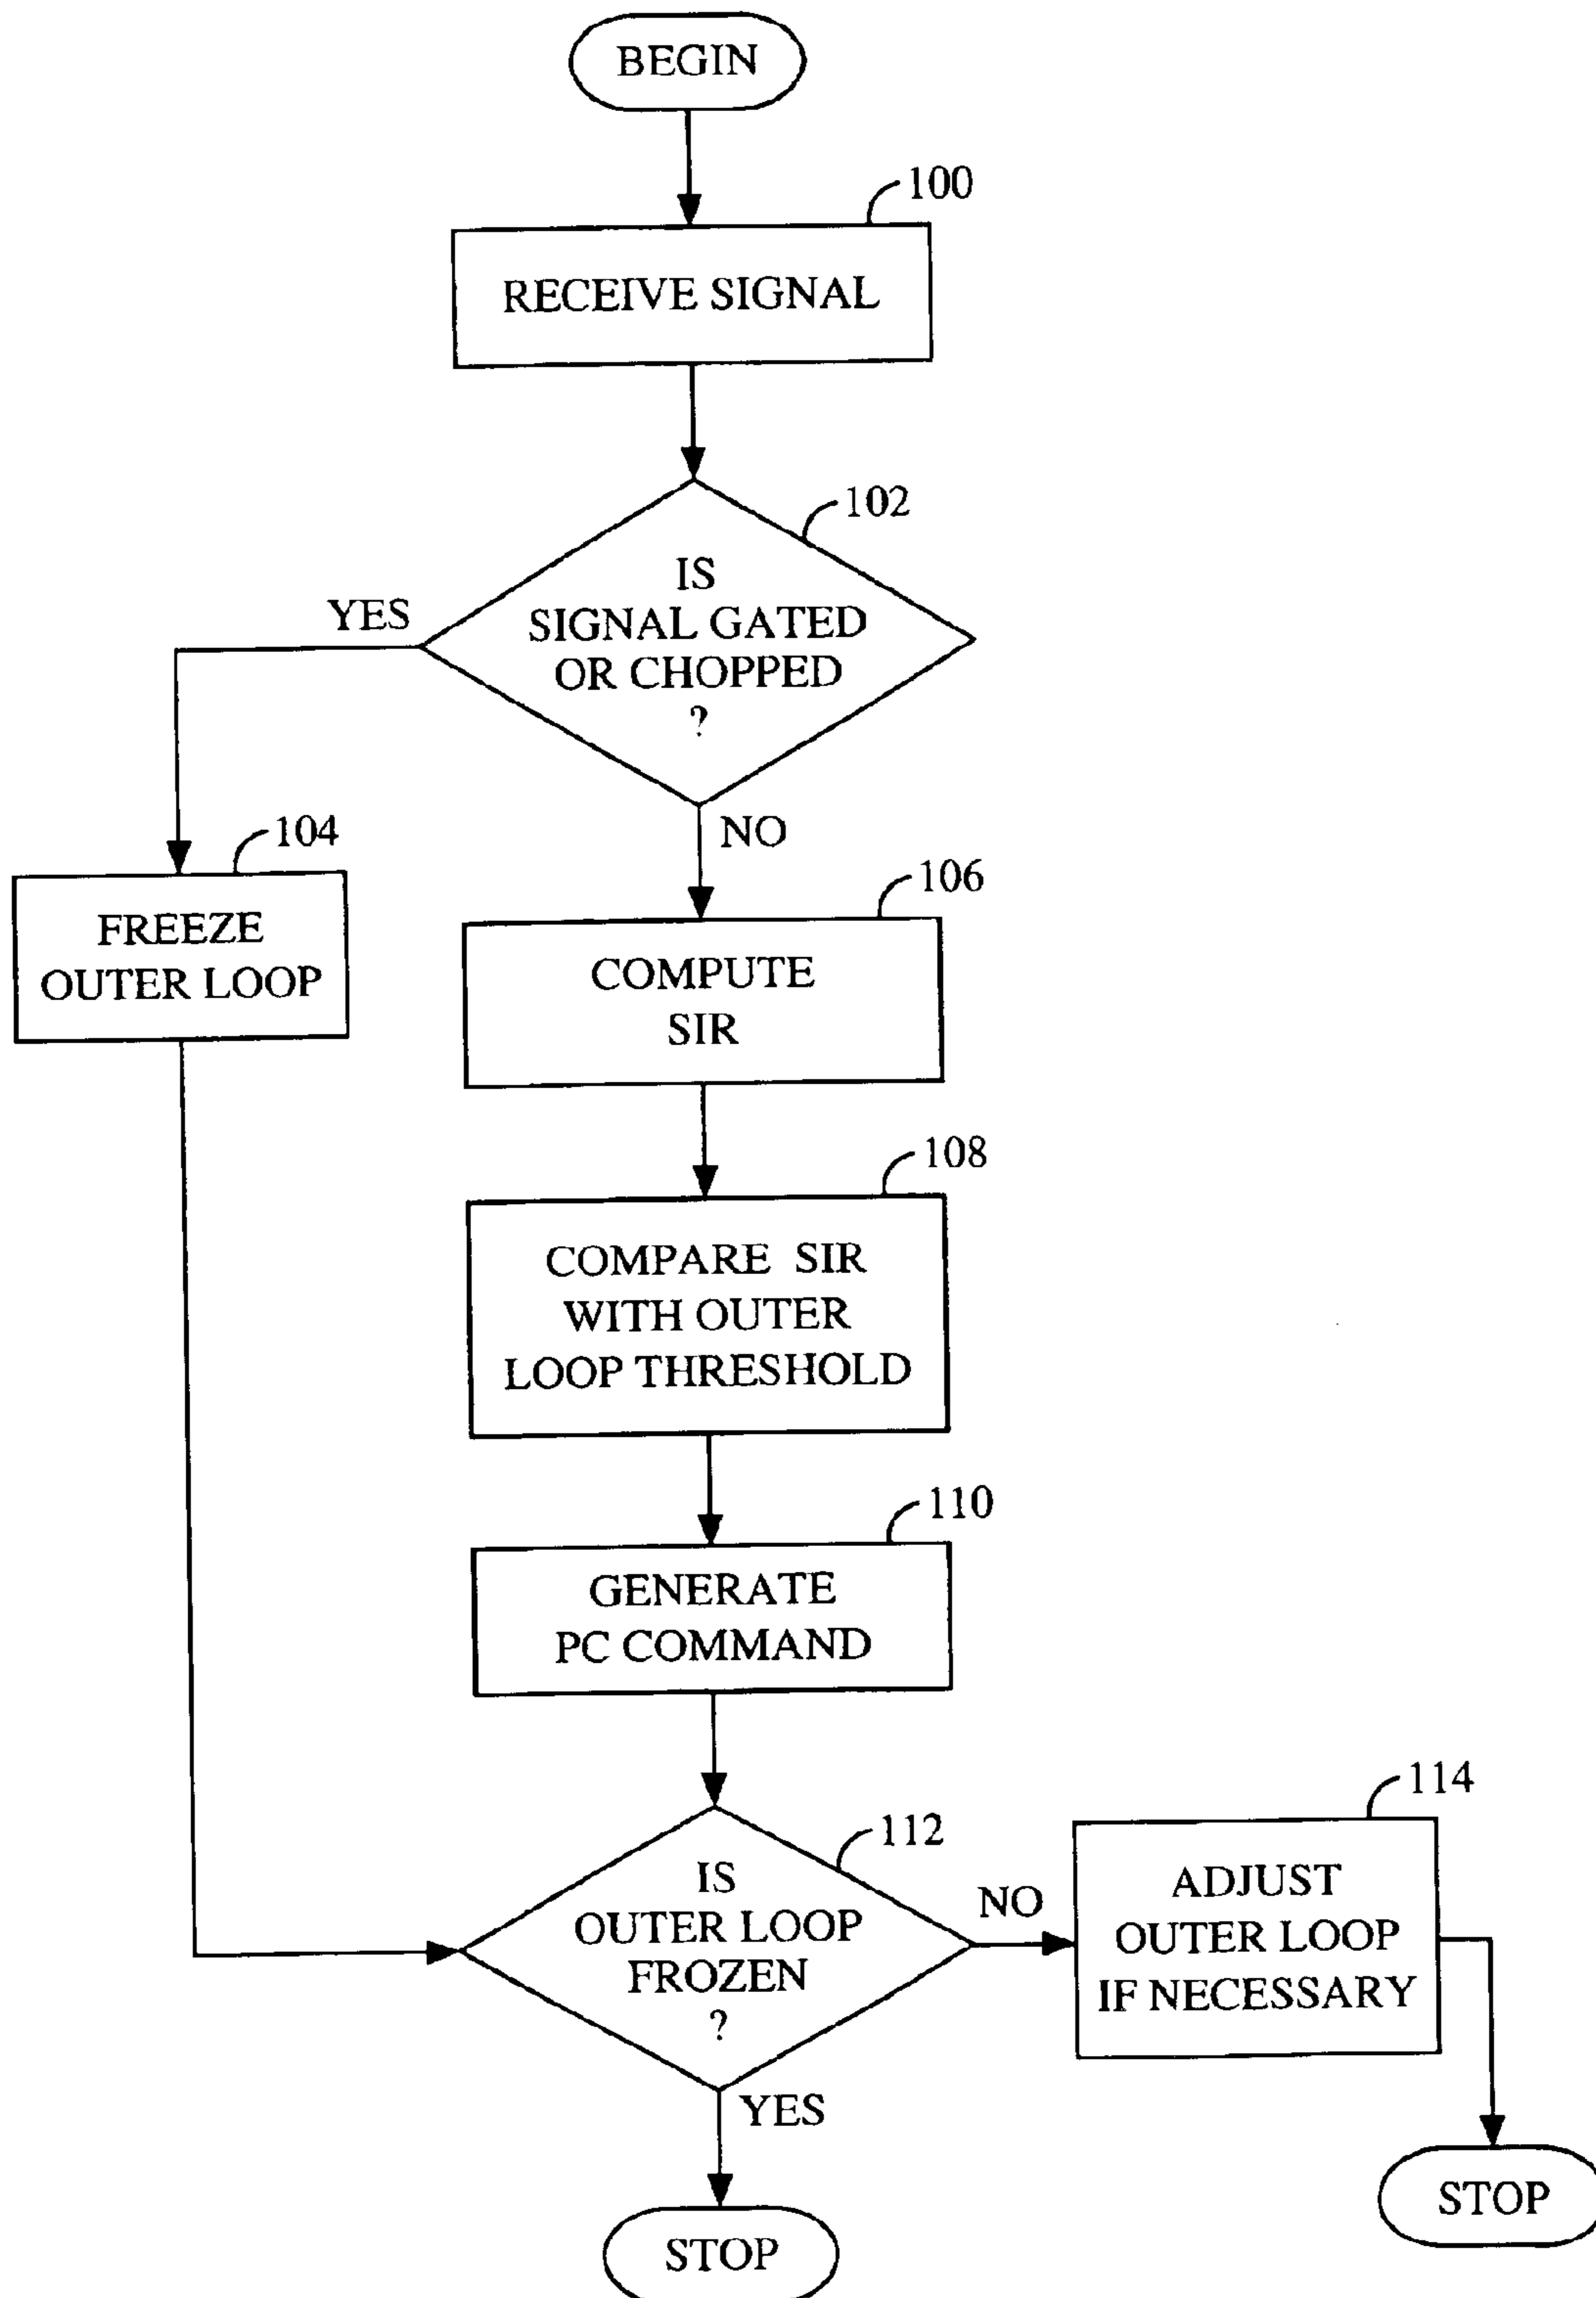 BEGIN
100
RECEIVE SIGNAL
102
IS
SIGNAL GATED
OR CHOPPED
?
YES
NO
104
FREEZE
OUTER LOOP
106
COMPUTE
SIR
108
COMPARE SIR
WITH OUTER
LOOP THRESHOLD
110
GENERATE
PC COMMAND
112
IS
OUTER LOOP
FROZEN
?
NO
114
ADJUST
OUTER LOOP
IF NECESSARY
YES
STOP
STOP